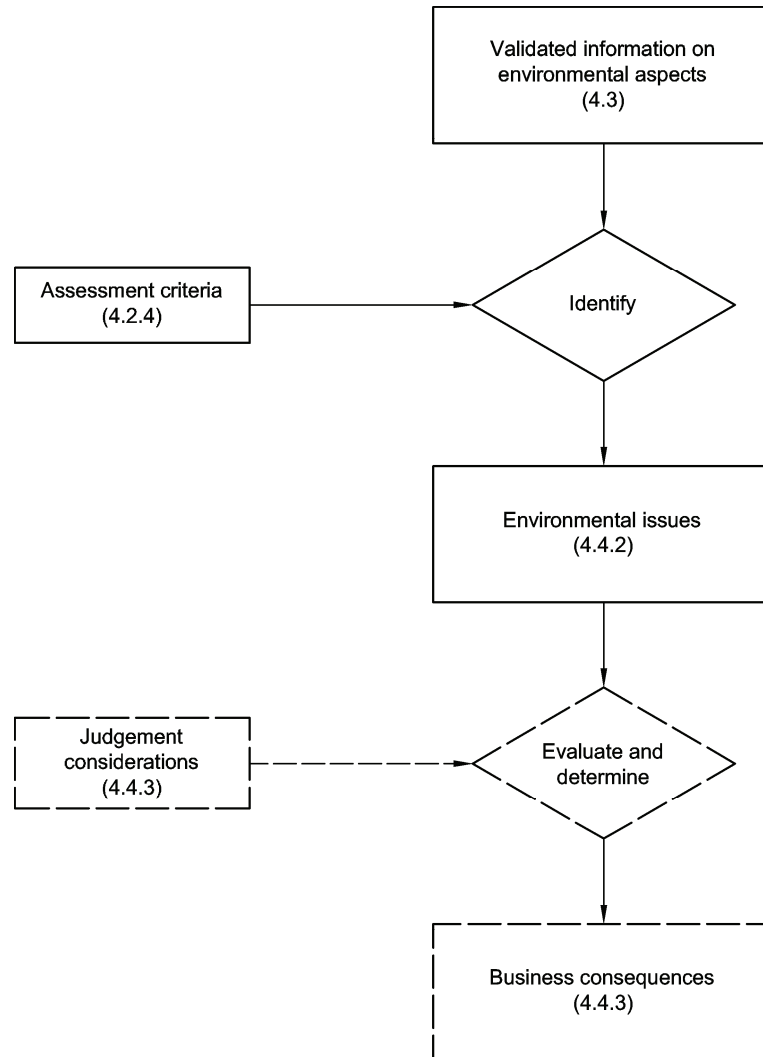 Validated information on
environmental aspects
(4.3)
Assessment criteria
(4.2.4)
Identify
Environmental issues
(4.4.2)
Judgement
considerations
(4.4.3)
Evaluate and
determine
Business consequences
(4.4.3)